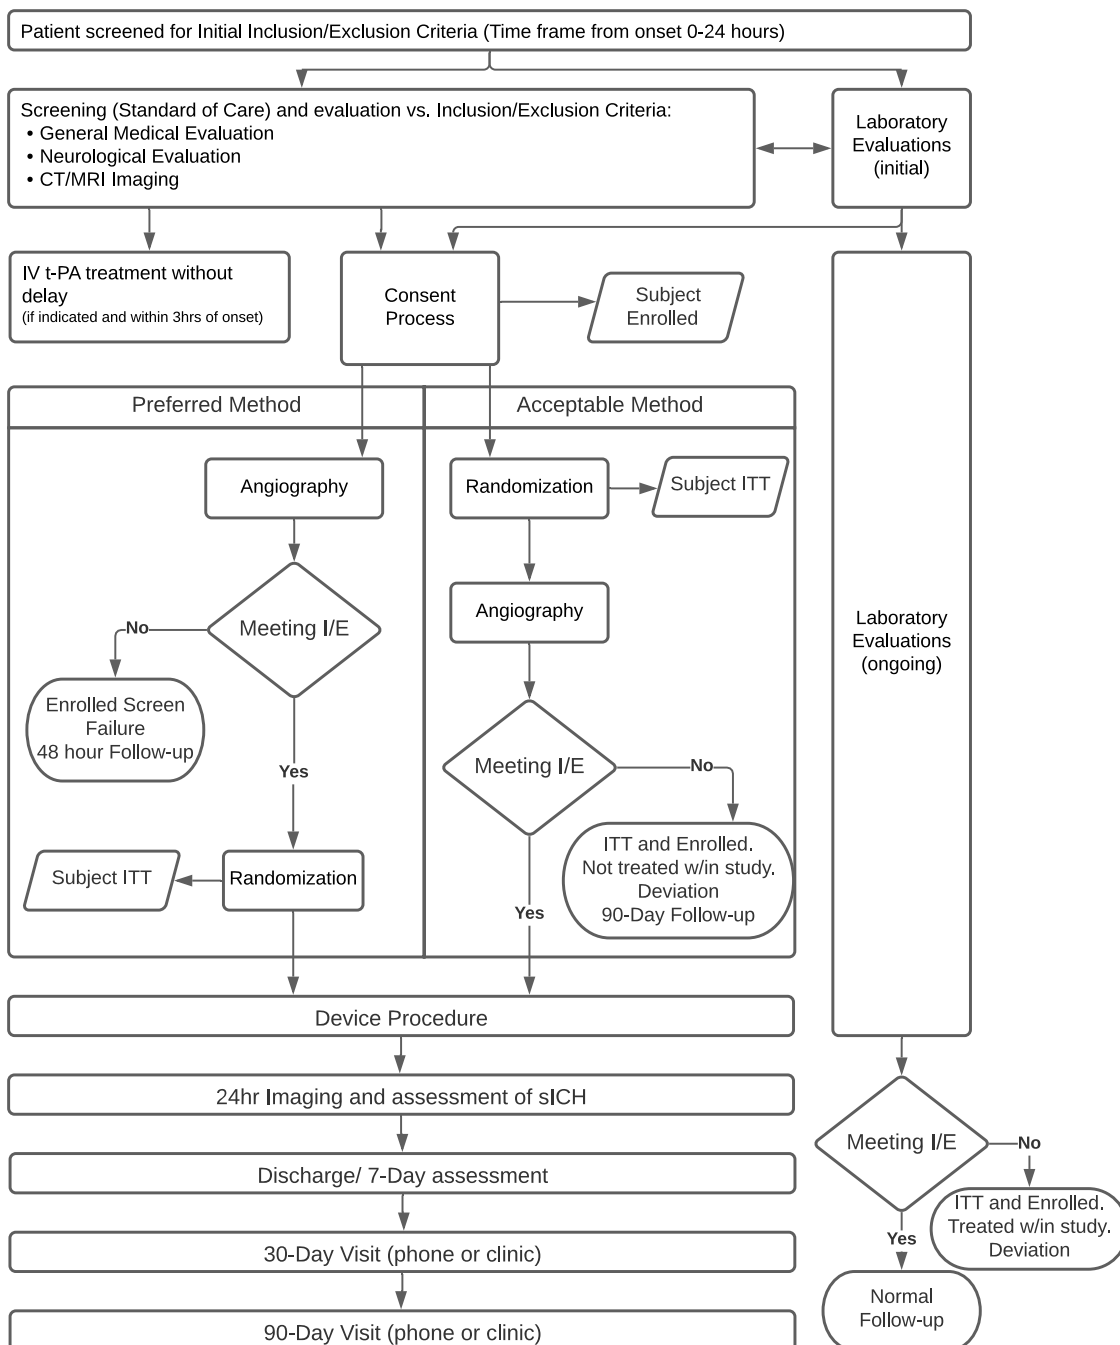 Patient screened for Initial Inclusion/Exclusion Criteria (Time frame from onset 0-24 hours)
Screening (Standard of Care) and evaluation vs. Inclusion/Exclusion Criteria:
• General Medical Evaluation
• Neurological Evaluation
• CT/MRI Imaging
Laboratory
Evaluations
(initial)
IV t-PA treatment without
delay
(if indicated and within 3hrs of onset)
Consent
Process
Subject
Enrolled
Preferred Method
Acceptable Method
Angiography
Randomization
Subject ITT
Meeting I/E
Angiography
No
Enrolled Screen
Failure
48 hour Follow-up
Yes
Meeting I/E
No
ITT and Enrolled.
Not treated w/in study.
Deviation
90-Day Follow-up
Subject ITT
Randomization
Yes
Laboratory
Evaluations
(ongoing)
Device Procedure
24hr Imaging and assessment of sICH
Discharge/ 7-Day assessment
30-Day Visit (phone or clinic)
90-Day Visit (phone or clinic)
Meeting I/E
No
ITT and Enrolled.
Treated w/in study.
Deviation
Yes
Normal
Follow-up